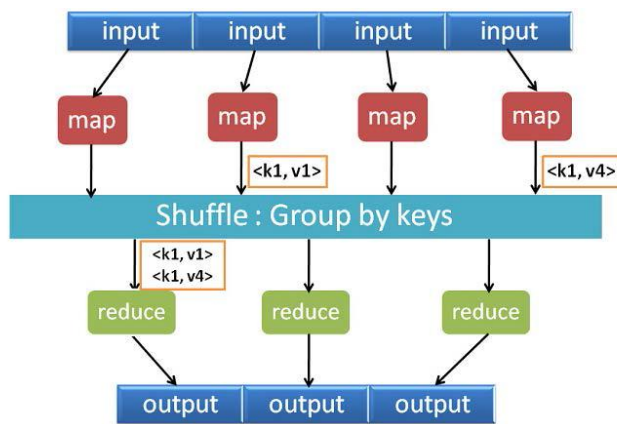 input input input input
map map map map
<k1, v1> <k1, v4>
Shuffle : Group by keys
<k1, v1>
<k1, v4>
reduce reduce reduce
output output output